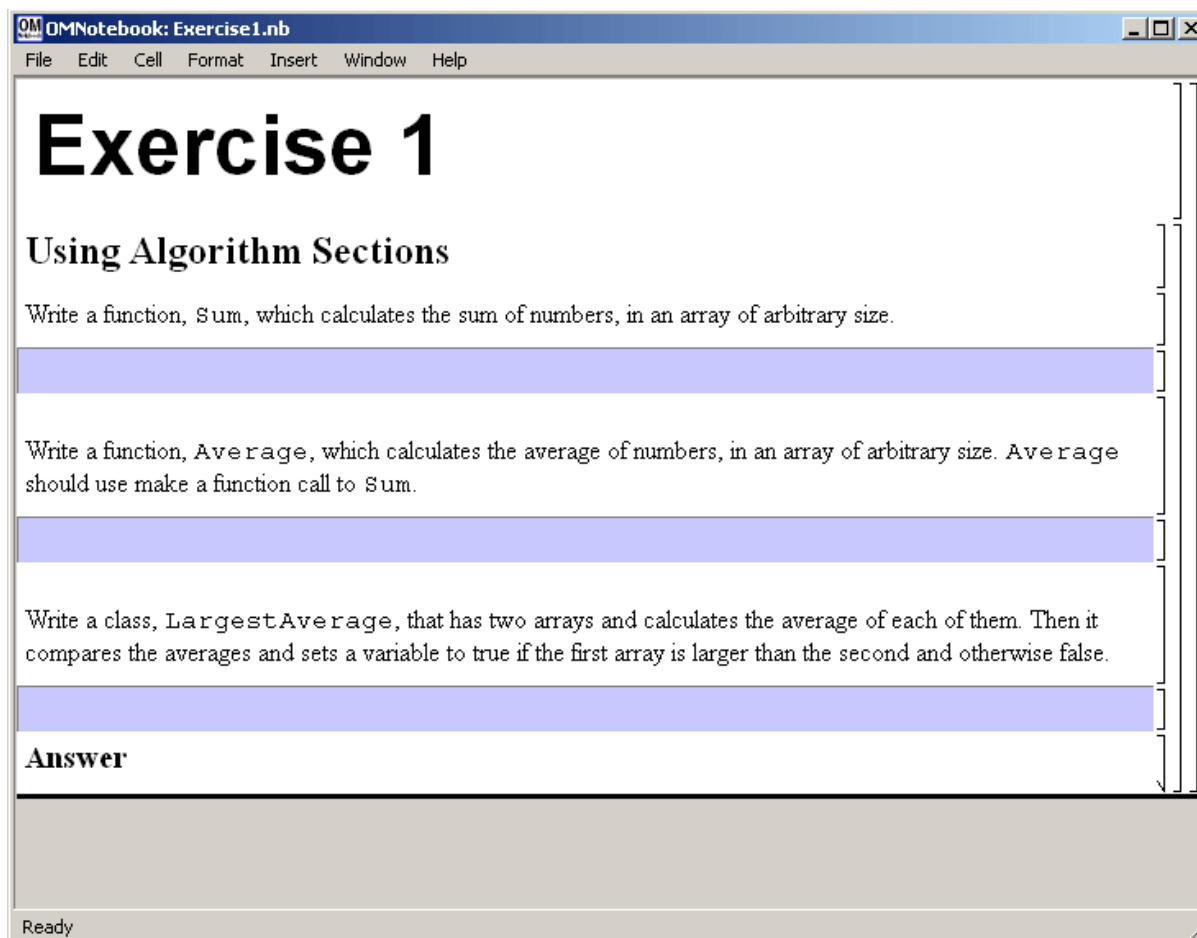 OMNotebook: Exercise1.nb
File Edit Cell Format Insert Window Help
Exercise 1
Using Algorithm Sections
Write a function, Sum, which calculates the sum of numbers, in an array of arbitrary size.
Write a function, Average, which calculates the average of numbers, in an array of arbitrary size. Average
should use make a function call to Sum.
Write a class, LargestAverage, that has two arrays and calculates the average of each of them. Then it
compares the averages and sets a variable to true if the first array is larger than the second and otherwise false.
Answer
Ready